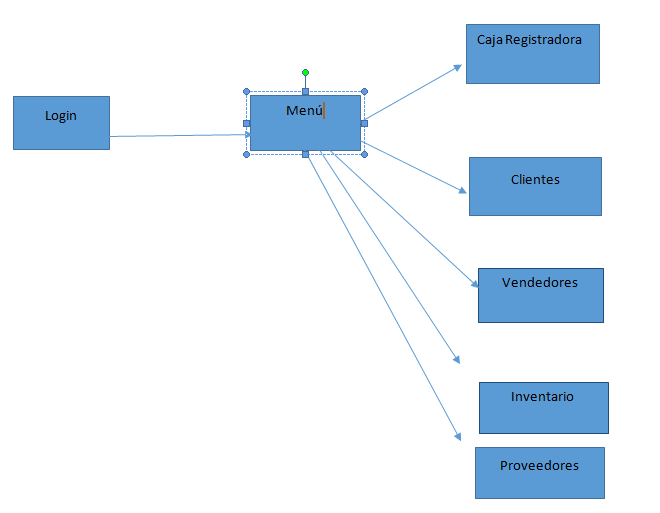 Caja Registradora
Login
Menú
Clientes
Vendedores
Inventario
Proveedores